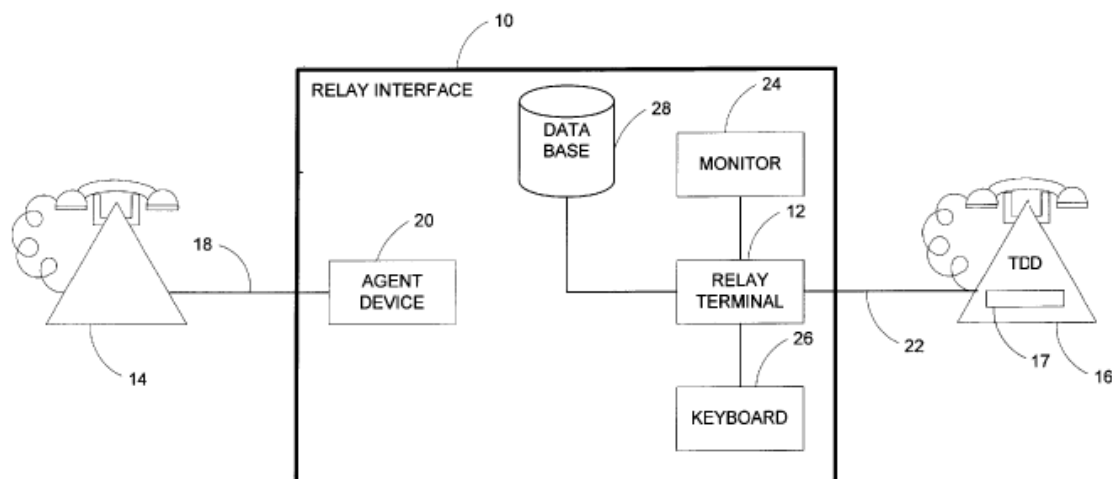 10
RELAY INTERFACE
DATA
BASE
28
24
MONITOR
12
18
20
AGENT
DEVICE
RELAY
TERMINAL
TDD
22
17
16
14
26
KEYBOARD